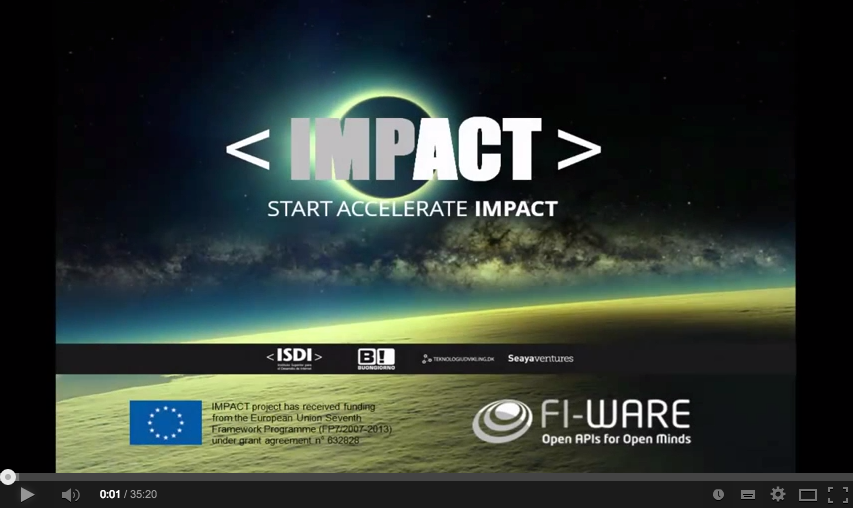 < IMPACT >
START ACCELERATE IMPACT
<ISDI>
B!
BUONGIORNO
TEKNOLOGIUDVIKLING.DK
Seayaventures
IMPACT project has received funding
from the European Union Seventh
Framework Programme (FP7/2007-2013)
under grant agreement n° 632828
FI-WARE
Open APIs for Open Minds
0:01 / 35:20